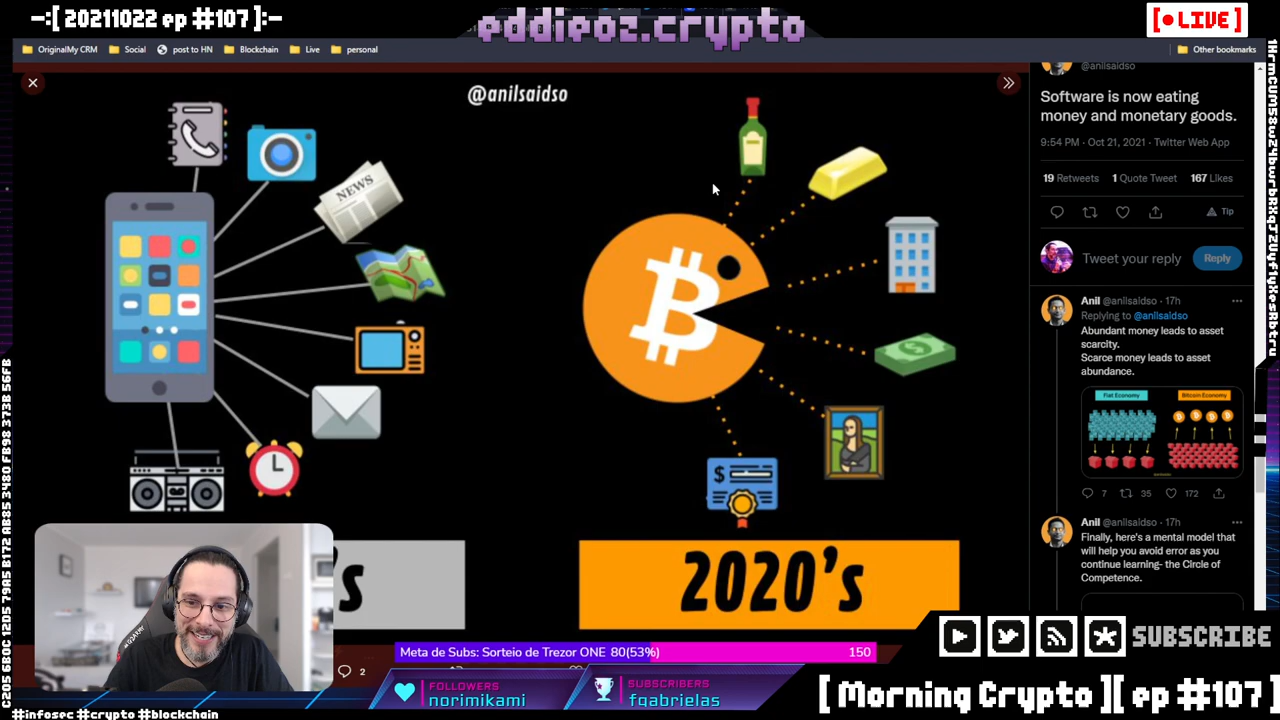 -:[ 20211022 ep #107 ]:-
eddieoz.crypto
[● LIVE]
OriginalMy CRM
Social
post to HN
Blockchain
Live
personal
Other bookmarks
@anilsaidso
NEWS
$
's
2020's
@anilsaidso
Software is now eating
money and monetary goods.
9:54 PM · Oct 21, 2021 · Twitter Web App
19 Retweets 1 Quote Tweet 167 Likes
Tip
Tweet your reply
Reply
Anil @anilsaidso · 17h
Replying to @anilsaidso
Abundant money leads to asset
scarcity.
Scarce money leads to asset
abundance.
Fiat Economy
Bitcoin Economy
7 35 172
Anil @anilsaidso · 17h
Finally, here's a mental model that
will help you avoid error as you
continue learning- the Circle of
Competence.
2
Meta de Subs: Sorteio de Trezor ONE 80(53%) 150
FOLLOWERS
norimikami
SUBSCRIBERS
fgabrielas
SUBSCRIBE
[ Morning Crypto ][ ep #107 ]
#infosec #crypto #blockchain